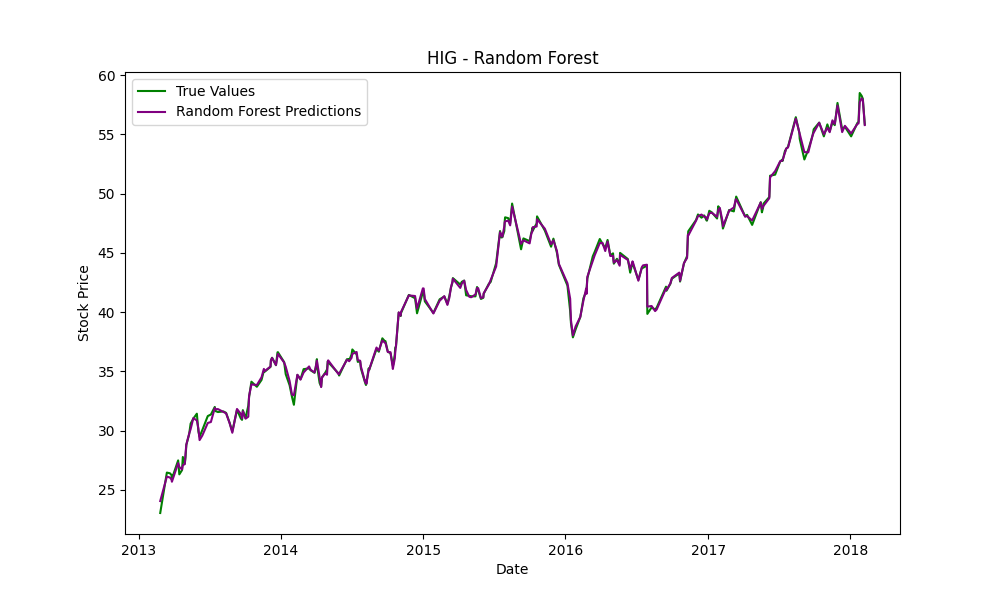 HIG - Random Forest
True Values
Random Forest Predictions
60
55
50
45
40
35
30
25
Stock Price
2013 2014 2015 2016 2017 2018
Date